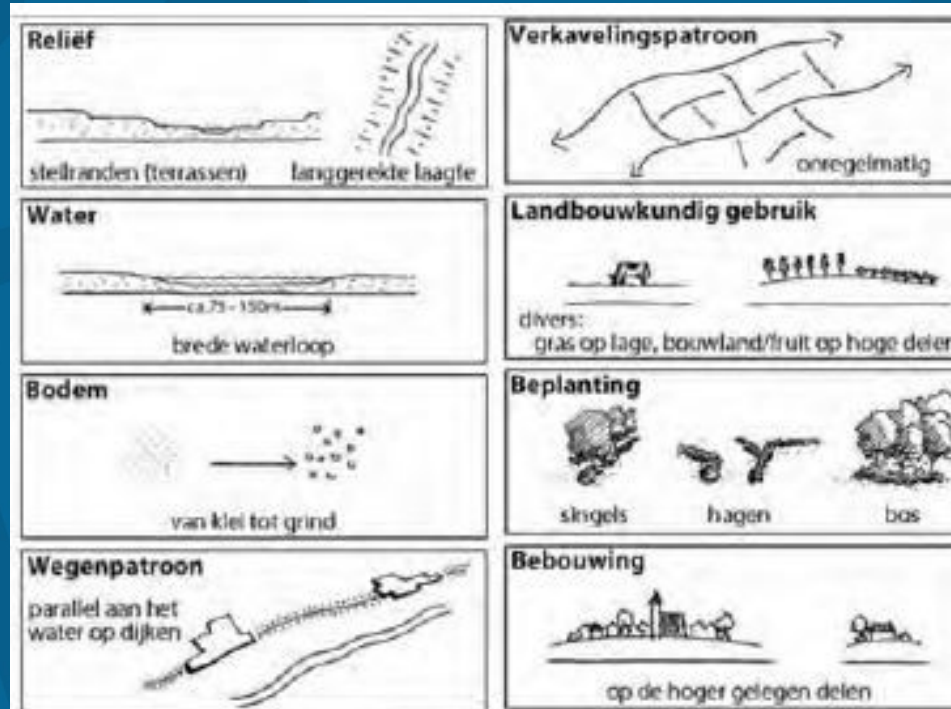 Reliëf
steilranden (terrassen) langgerekte laagte
Water
ca.75 - 150m
brede waterloop
Bodem
van klei tot grind
Wegenpatroon
parallel aan het
water op dijken
Verkavelingspatroon
onregelmatig
Landbouwkundig gebruik
divers:
gras op lage, bouwland/fruit op hoge delen
Beplanting
singels hagen bos
Bebouwing
op de hoger gelegen delen